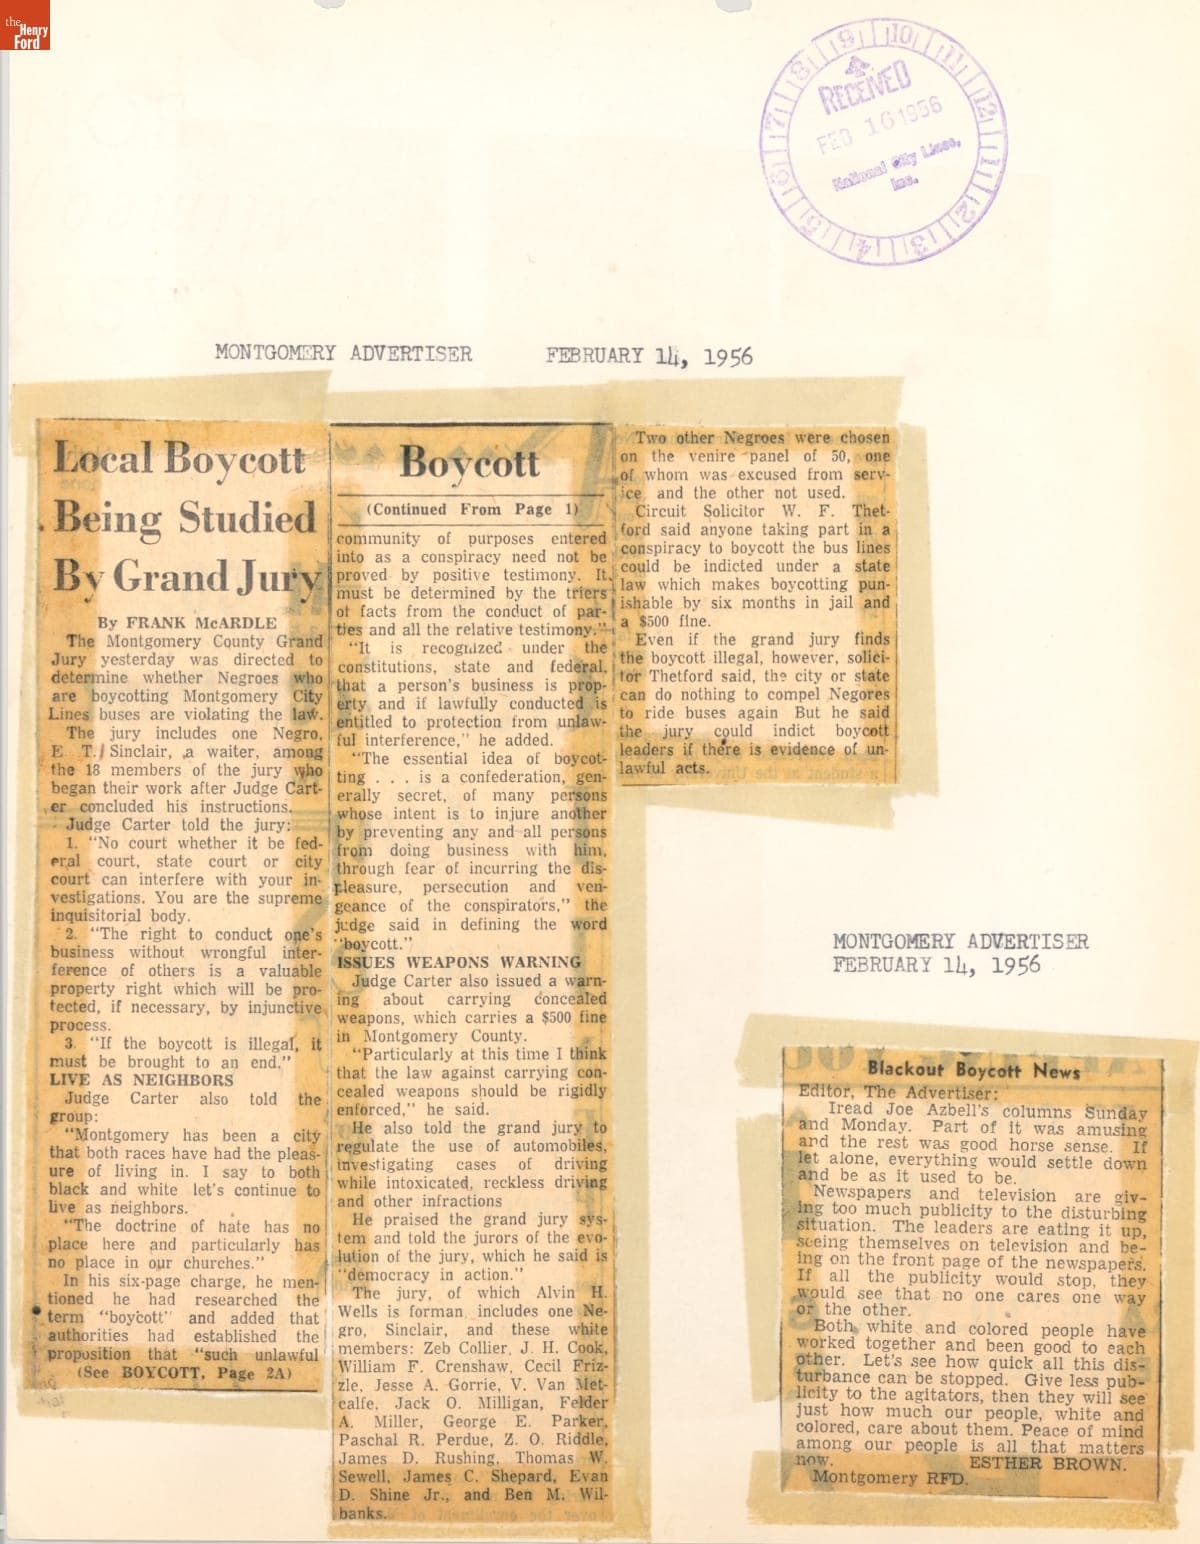 the
Henry
Ford
RECEIVED
FEB 16 1956
National City Lines,
Inc.
9 10 11 12 1 2 3 4 5 6 7 8
MONTGOMERY ADVERTISER FEBRUARY 14, 1956
Local Boycott
Being Studied
By Grand Jury
By FRANK McARDLE
The Montgomery County Grand
Jury yesterday was directed to
determine whether Negroes who
are boycotting Montgomery City
Lines buses are violating the law.
The jury includes one Negro,
E T. Sinclair, a waiter, among
the 18 members of the jury who
began their work after Judge Cart-
er concluded his instructions.
Judge Carter told the jury:
1. "No court whether it be fed-
eral court, state court or city
court can interfere with your in-
vestigations. You are the supreme
inquisitorial body.
2. "The right to conduct one's
business without wrongful inter-
ference of others is a valuable
property right which will be pro-
tected, if necessary, by injunctive
process.
3. "If the boycott is illegal, it
must be brought to an end."
LIVE AS NEIGHBORS
Judge Carter also told the
group:
"Montgomery has been a city
that both races have had the pleas-
ure of living in. I say to both
black and white let's continue to
live as neighbors.
"The doctrine of hate has no
place here and particularly has
no place in our churches."
In his six-page charge, he men-
tioned he had researched the
term "boycott" and added that
authorities had established the
proposition that "such unlawful
(See BOYCOTT, Page 2A)
Boycott
(Continued From Page 1)
community of purposes entered
into as a conspiracy need not be
proved by positive testimony. It
must be determined by the triers
of facts from the conduct of par-
ties and all the relative testimony."
"It is recognized under the
constitutions, state and federal,
that a person's business is prop-
erty and if lawfully conducted is
entitled to protection from unlaw-
ful interference," he added.
"The essential idea of boycot-
ting . . . is a confederation, gen-
erally secret, of many persons
whose intent is to injure another
by preventing any and all persons
from doing business with him,
through fear of incurring the dis-
pleasure, persecution and ven-
geance of the conspirators," the
judge said in defining the word
"boycott."
ISSUES WEAPONS WARNING
Judge Carter also issued a warn-
ing about carrying concealed
weapons, which carries a $500 fine
in Montgomery County.
"Particularly at this time I think
that the law against carrying con-
cealed weapons should be rigidly
enforced," he said.
He also told the grand jury to
regulate the use of automobiles,
investigating cases of driving
while intoxicated, reckless driving
and other infractions
He praised the grand jury sys-
tem and told the jurors of the evo-
lution of the jury, which he said is
"democracy in action."
The jury, of which Alvin H.
Wells is forman, includes one Ne-
gro, Sinclair, and these white
members: Zeb Collier, J. H. Cook,
William F. Crenshaw, Cecil Friz-
zle, Jesse A. Gorrie, V. Van Met-
calfe, Jack O. Milligan, Felder
A. Miller, George E. Parker,
Paschal R. Perdue, Z. O. Riddle,
James D. Rushing, Thomas W.
Sewell, James C. Shepard, Evan
D. Shine Jr., and Ben M. Wil-
banks.
Two other Negroes were chosen
on the venire panel of 50, one
of whom was excused from serv-
ice and the other not used.
Circuit Solicitor W. F. Thet-
ford said anyone taking part in a
conspiracy to boycott the bus lines
could be indicted under a state
law which makes boycotting pun-
ishable by six months in jail and
a $500 fine.
Even if the grand jury finds
the boycott illegal, however, solici-
tor Thetford said, the city or state
can do nothing to compel Negores
to ride buses again But he said
the jury could indict boycott
leaders if there is evidence of un-
lawful acts.
MONTGOMERY ADVERTISER
FEBRUARY 14, 1956
Blackout Boycott News
Editor, The Advertiser:
Iread Joe Azbell's columns Sunday
and Monday. Part of it was amusing
and the rest was good horse sense. If
let alone, everything would settle down
and be as it used to be.
Newspapers and television are giv-
ing too much publicity to the disturbing
situation. The leaders are eating it up,
seeing themselves on television and be-
ing on the front page of the newspapers.
If all the publicity would stop, they
would see that no one cares one way
or the other.
Both white and colored people have
worked together and been good to each
other. Let's see how quick all this dis-
turbance can be stopped. Give less pub-
licity to the agitators, then they will see
just how much our people, white and
colored, care about them. Peace of mind
among our people is all that matters
now. ESTHER BROWN.
Montgomery RFD.